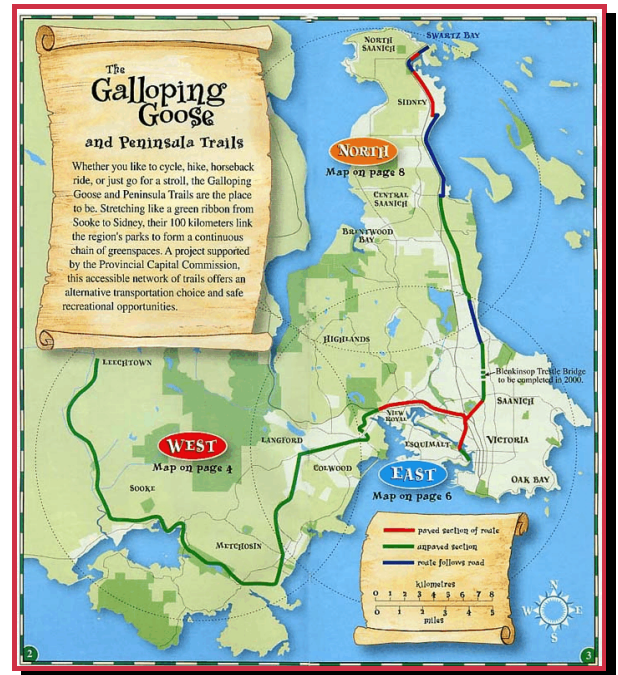 The
Galloping
Goose
and Peninsula Trails
Whether you like to cycle, hike, horseback
ride, or just go for a stroll, the Galloping
Goose and Peninsula Trails are the place
to be. Stretching like a green ribbon from
Sooke to Sidney, their 100 kilometers link
the region's parks to form a continuous
chain of greenspaces. A project supported
by the Provincial Capital Commission,
this accessible network of trails offers an
alternative transportation choice and safe
recreational opportunities.
SWARTZ BAY
NORTH
SAANICH
SIDNEY
NORTH
Map on page 8
CENTRAL
SAANICH
BRENTWOOD
BAY
HIGHLANDS
LEECHTOWN
Blenkinsop Trestle Bridge
to be completed in 2000.
SAANICH
VIEW
ROYAL
WEST
Map on page 4
LANGFORD
ESQUIMALT
VICTORIA
COLWOOD
EAST
Map on page 6
OAK BAY
SOOKE
METCHOSIN
paved section of route
unpaved section
route follows road
kilometres
0 1 2 3 4 5 6 7 8
0 1 2 3 4 5
miles
N
W E
S
2
3